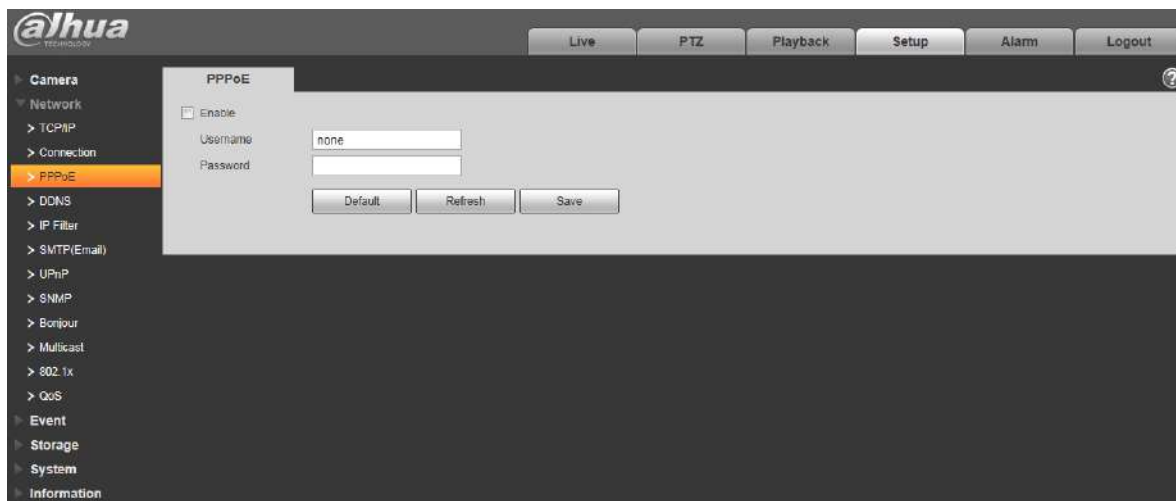 alhua
TECHNOLOGY
Live PTZ Playback Setup Alarm Logout
Camera
Network
> TCP/IP
> Connection
> PPPoE
> DDNS
> IP Filter
> SMTP(Email)
> UPnP
> SNMP
> Bonjour
> Multicast
> 802.1x
> QoS
Event
Storage
System
Information
PPPoE
?
Enable
Username none
Password
Default Refresh Save